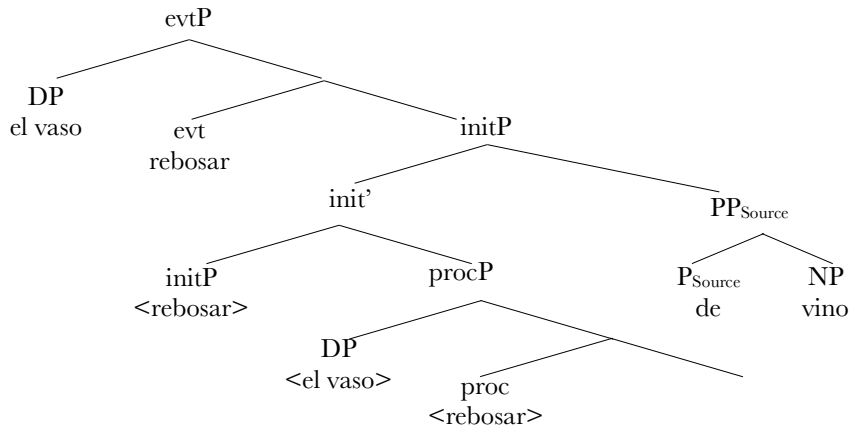 evtP
DP
el vaso
evt
rebosar
initP
init’
PPSource
initP
<rebosar>
procP
PSource
de
NP
vino
DP
<el vaso>
proc
<rebosar>